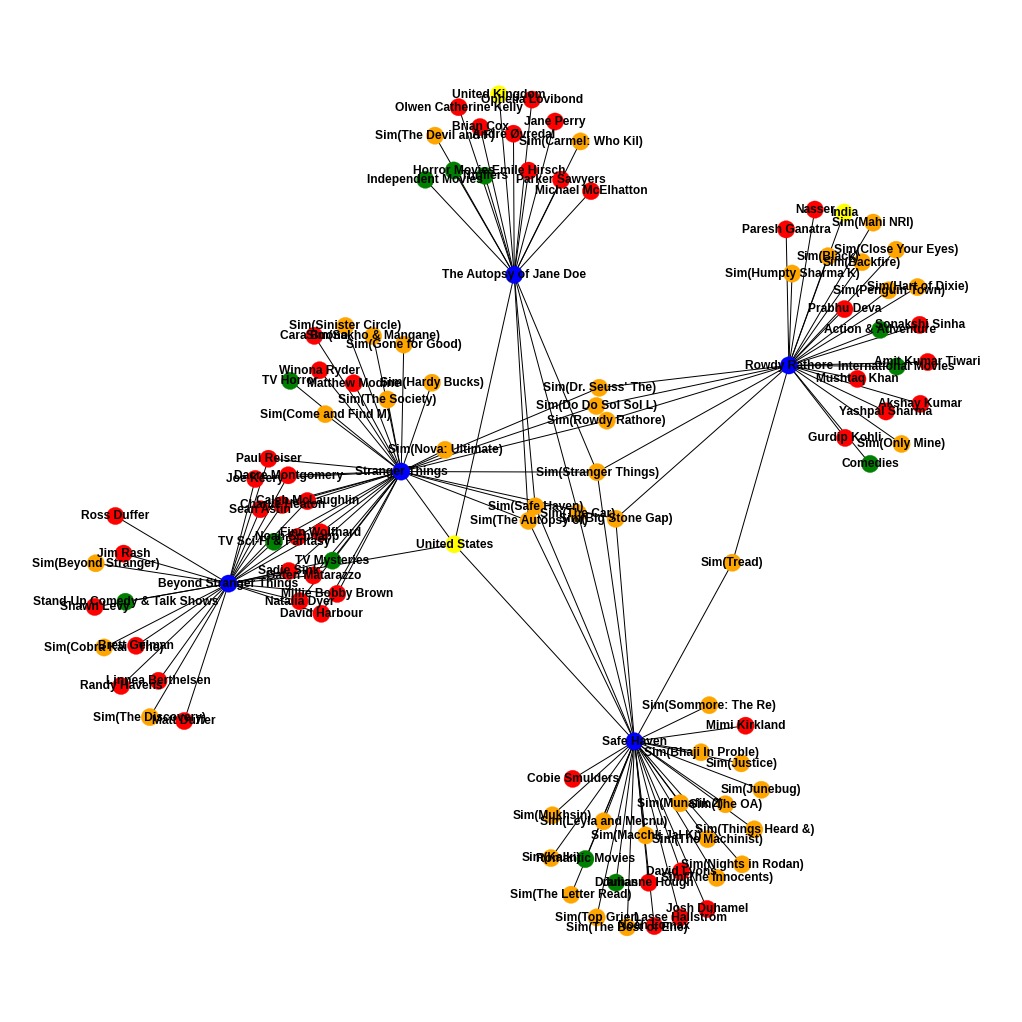 United Kingdom
Ophelia Lovibond
Olwen Catherine Kelly
Jane Perry
Brian Cox
André Øvredal
Sim(The Devil and
Sim(Carmel: Who Kil)
Horror Movies
Emile Hirsch
Independent Movies
Thrillers
Parker Sawyers
Michael McElhatton
The Autopsy of Jane Doe
Nasser
India
Sim(Mahi NRI)
Paresh Ganatra
Sim(Close Your Eyes)
Sim(Black)
Sim(Backfire)
Sim(Humpty Sharma K)
Sim(Hart of Dixie)
Sim(Penguin Town)
Prabhu Deva
Sonakshi Sinha
Action & Adventure
Amit Kumar Tiwari
Rowdy Rathore
International Movies
Mushtaq Khan
Akshay Kumar
Yashpal Sharma
Gurdip Kohli
Sim(Only Mine)
Comedies
Sim(Sinister Circle)
Cara Buono
Sim(Sakho & Mangane)
Sim(Gone for Good)
Winona Ryder
TV Horror
Matthew Modine
Sim(Hardy Bucks)
Sim(The Society)
Sim(Come and Find M)
Sim(Dr. Seuss' The)
Sim(Do Do Sol Sol L)
Sim(Rowdy Rathore)
Sim(Nova: Ultimate)
Stranger Things
Sim(Stranger Things)
Paul Reiser
Joe Keery
Dacre Montgomery
Caleb McLaughlin
Charlie Heaton
Sean Astin
Sim(Safe Haven)
Sim(The Car)
Sim(Big Stone Gap)
Sim(The Autopsy of)
Finn Wolfhard
Noah Schnapp
TV Sci-Fi & Fantasy
United States
TV Mysteries
Sim(Tread)
Ross Duffer
Jim Rash
Sim(Beyond Stranger)
Sadie Sink
Gaten Matarazzo
Beyond Stranger Things
Millie Bobby Brown
Stand-Up Comedy & Talk Shows
Shawn Levy
Natalia Dyer
David Harbour
Sim(Cobra Kai - The)
Brett Gelman
Linnea Berthelsen
Randy Havens
Sim(The Discovery)
Matt Duffer
Sim(Sommore: The Re)
Mimi Kirkland
Safe Haven
Sim(Bhaji In Proble)
Sim(Justice)
Cobie Smulders
Sim(Junebug)
Sim(Munafik 2)
Sim(The OA)
Sim(Mukhsin)
Sim(Leyla and Mecnu)
Sim(Things Heard &)
Sim(Macchli Jal Ki)
Sim(The Machinist)
Sim(Kalki)
Romantic Movies
Sim(Nights in Rodan)
David Lyons
Sim(The Innocents)
Dramas
Julianne Hough
Sim(The Letter Read)
Josh Duhamel
Sim(Top Grier)
Lasse Hallström
Sim(The Best of Ene)
Noah Lomax